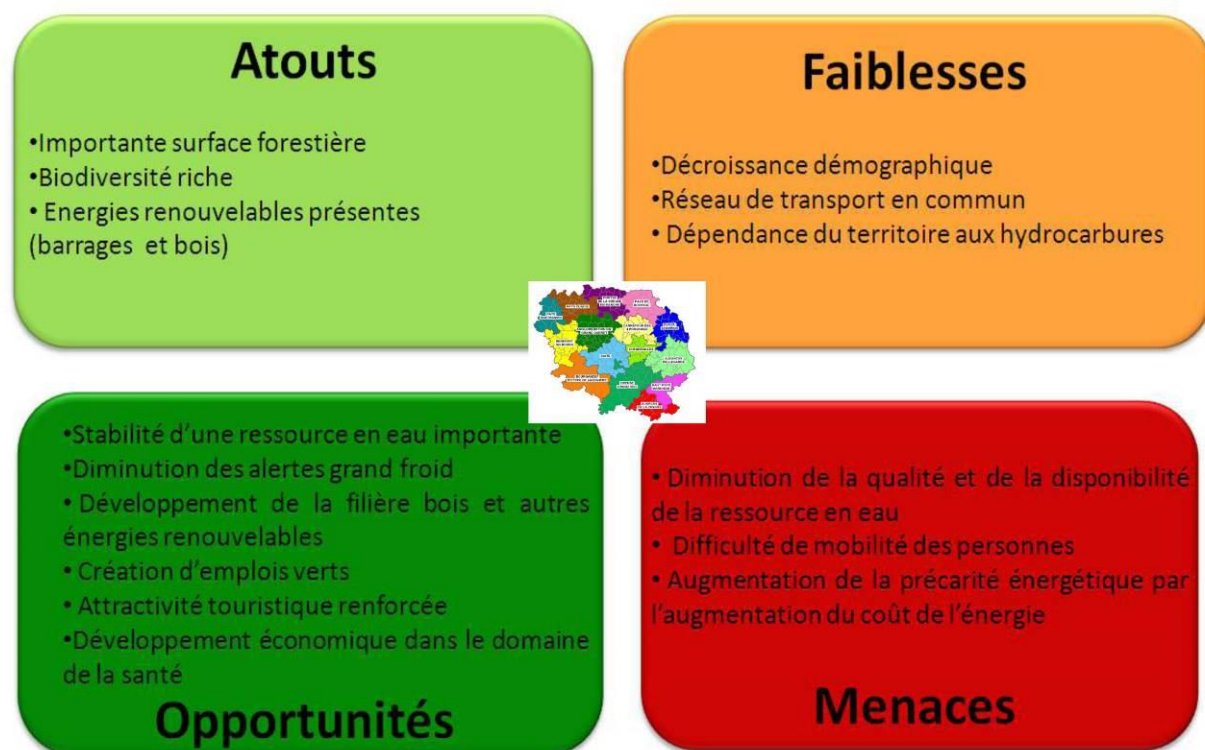 Atouts
•Importante surface forestière
•Biodiversité riche
• Energies renouvelables présentes
(barrages et bois)
Faiblesses
•Décroissance démographique
•Réseau de transport en commun
• Dépendance du territoire aux hydrocarbures
•Stabilité d'une ressource en eau importante
•Diminution des alertes grand froid
• Développement de la filière bois et autres
énergies renouvelables
• Création d'emplois verts
• Attractivité touristique renforcée
•Développement économique dans le domaine
de la santé
Opportunités
• Diminution de la qualité et de la disponibilité
de la ressource en eau
• Difficulté de mobilité des personnes
• Augmentation de la précarité énergétique par
l'augmentation du coût de l'énergie
Menaces